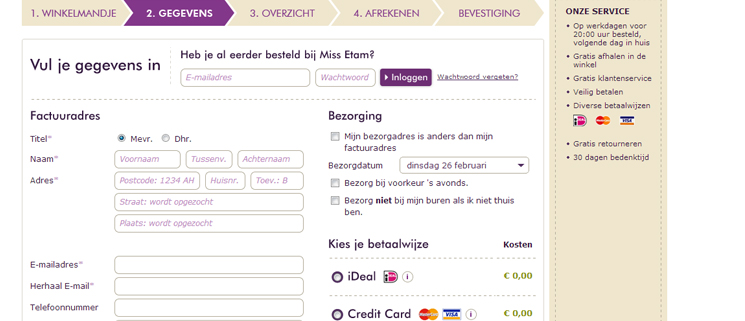 1. WINKELMANDJE 2. GEGEVENS 3. OVERZICHT 4. AFREKENEN BEVESTIGING
Vul je gegevens in
Heb je al eerder besteld bij Miss Etam?
E-mailadres Wachtwoord Inloggen Wachtwoord vergeten?
Factuuradres
Titel* Mevr. Dhr.
Naam* Voornaam Tussenv. Achternaam
Adres* Postcode: 1234 AH Huisnr. Toev.: B
Straat: wordt opgezocht
Plaats: wordt opgezocht
E-mailadres*
Herhaal E-mail*
Telefoonnummer
Bezorging
Mijn bezorgadres is anders dan mijn
factuuradres
Bezorgdatum dinsdag 26 februari
Bezorg bij voorkeur 's avonds.
Bezorg niet bij mijn buren als ik niet thuis
ben.
Kies je betaalwijze Kosten
iDeal iD i € 0,00
Credit Card MasterCard VISA i € 0,00
ONZE SERVICE
• Op werkdagen voor
20:00 uur besteld,
volgende dag in huis
• Gratis afhalen in de
winkel
• Gratis klantenservice
• Veilig betalen
• Diverse betaalwijzen
iD MasterCard VISA
• Gratis retourneren
• 30 dagen bedenktijd